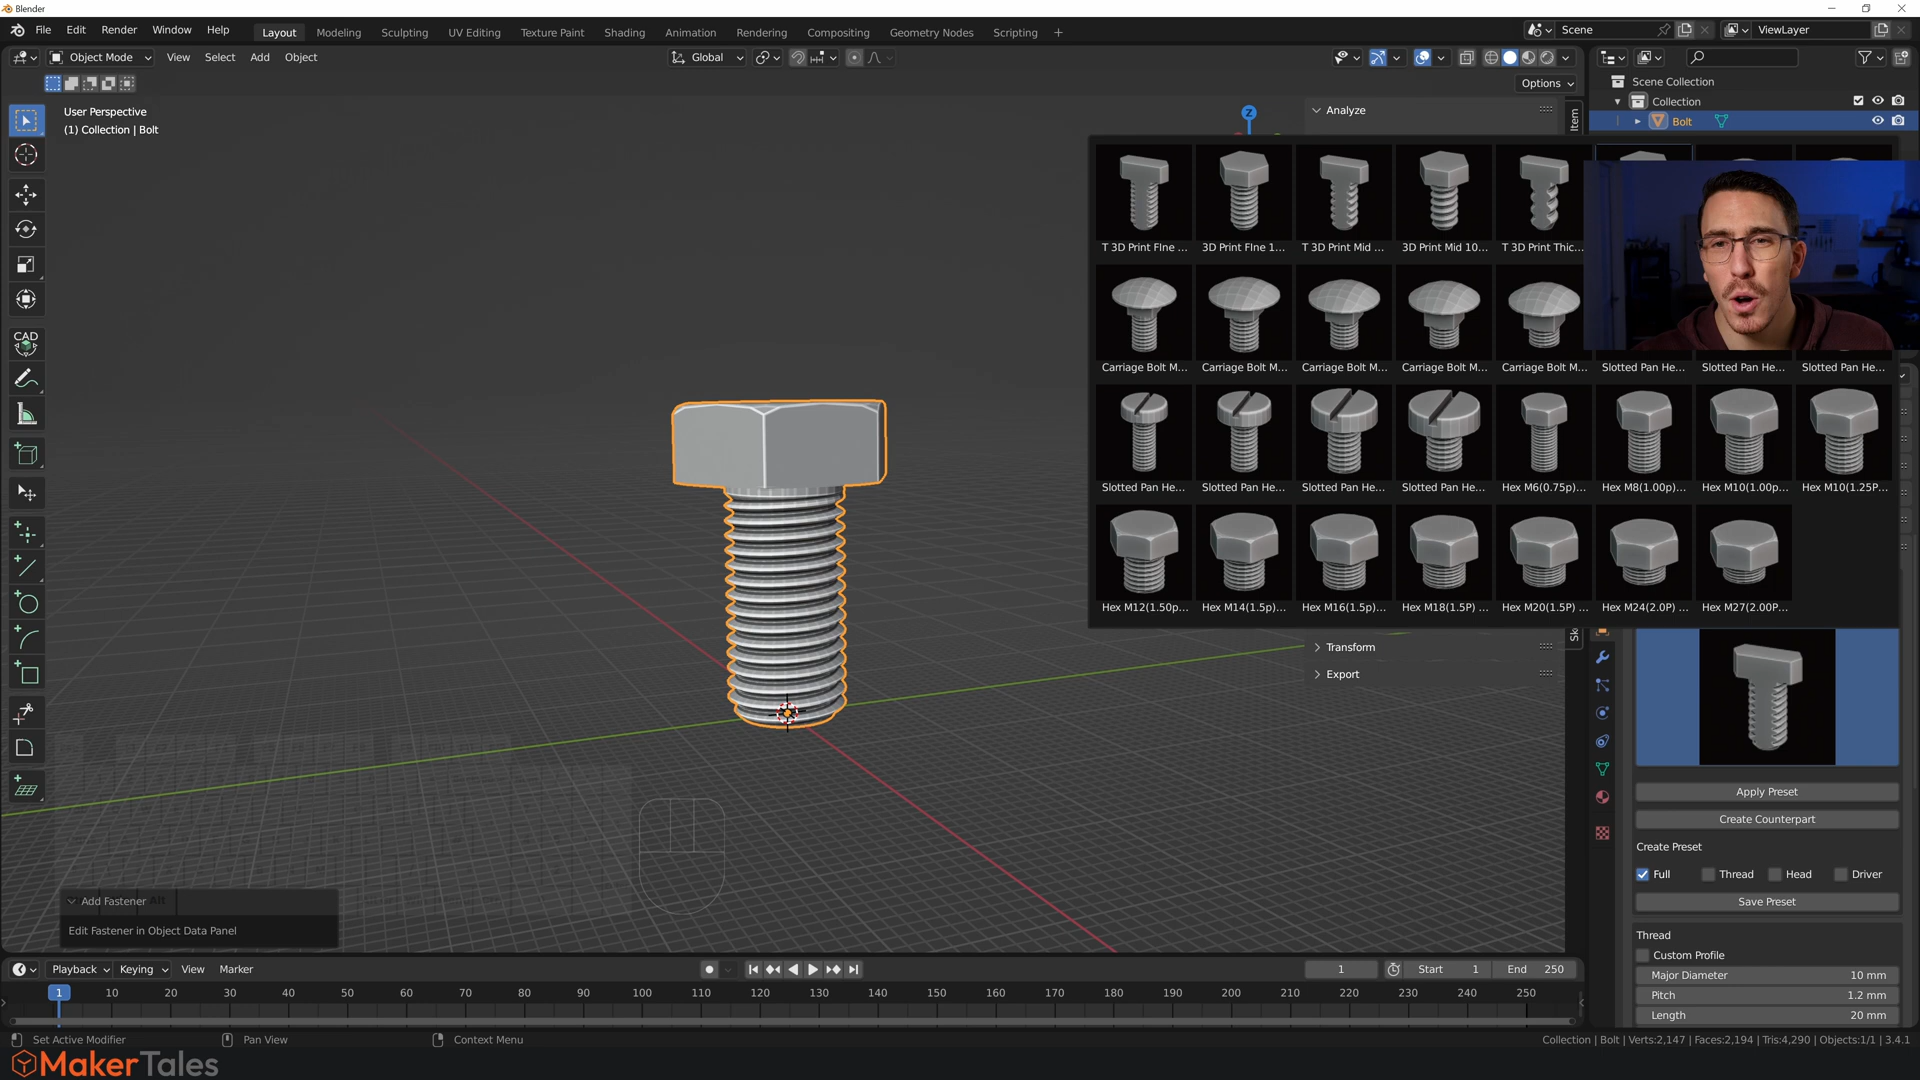 Blender
File Edit Render Window Help
Layout Modeling Sculpting UV Editing Texture Paint Shading Animation Rendering Compositing Geometry Nodes Scripting +
Scene
ViewLayer
Object Mode View Select Add Object
Global
Options
User Perspective
(1) Collection | Bolt
Z
Analyze
Item
Scene Collection
Collection
Bolt
CAD
T 3D Print FIne ... 3D Print FIne 1... T 3D Print Mid ... 3D Print Mid 10... T 3D Print Thic...
Carriage Bolt M... Carriage Bolt M... Carriage Bolt M... Carriage Bolt M... Carriage Bolt M... Slotted Pan He... Slotted Pan He... Slotted Pan He...
Slotted Pan He... Slotted Pan He... Slotted Pan He... Slotted Pan He... Hex M6(0.75p)... Hex M8(1.00p)... Hex M10(1.00p... Hex M10(1.25P...
Hex M12(1.50p... Hex M14(1.5p)... Hex M16(1.5p)... Hex M18(1.5P) ... Hex M20(1.5P) ... Hex M24(2.0P) ... Hex M27(2.00P...
Sk
Transform
Export
Apply Preset
Create Counterpart
Create Preset
Full Thread Head Driver
Save Preset
Thread
Custom Profile
Major Diameter 10 mm
Pitch 1.2 mm
Length 20 mm
Add Fastener Alt
Edit Fastener in Object Data Panel
Playback Keying View Marker
1 Start 1 End 250
1 10 20 30 40 50 60 70 80 90 100 110 120 130 140 150 160 170 180 190 200 210 220 230 240 250
Set Active Modifier Pan View Context Menu
Collection | Bolt | Verts:2,147 | Faces:2,194 | Tris:4,290 | Objects:1/1 | 3.4.1
MakerTales